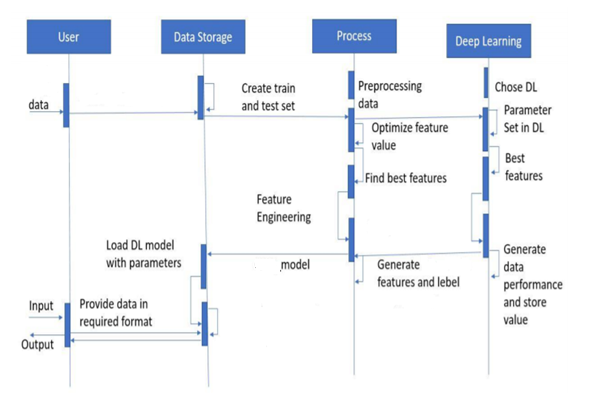 User
Data Storage
Process
Deep Learning
data
Create train
and test set
Preprocessing
data
Chose DL
Parameter
Set in DL
Optimize feature
value
Best
features
Find best features
Feature
Engineering
Load DL model
with parameters
model
Generate
features and lebel
Generate
data
performance
and store
value
Input
Provide data in
required format
Output